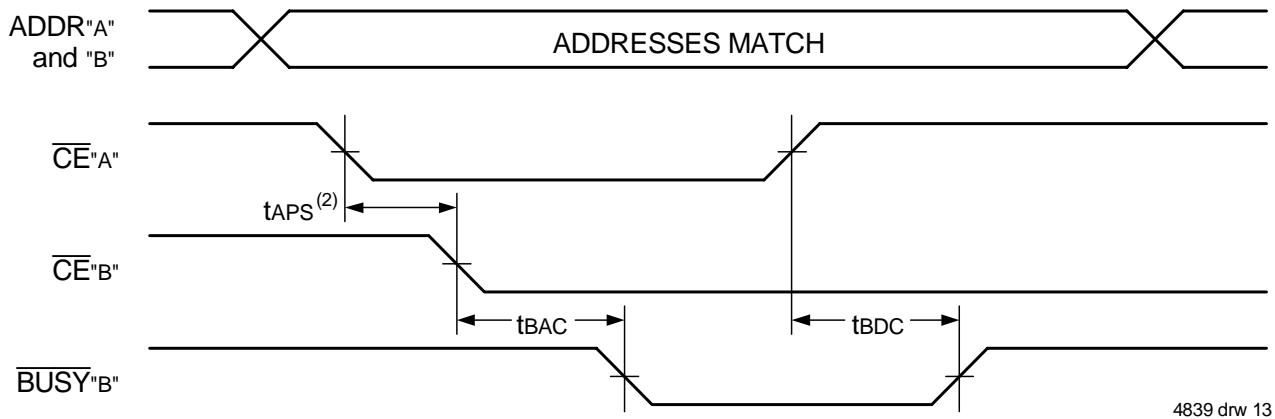 ADDR"A"
and "B"
ADDRESSES MATCH
CE"A"
tAPS(2)
CE"B"
tBAC
tBDC
BUSY"B"
4839 drw 13